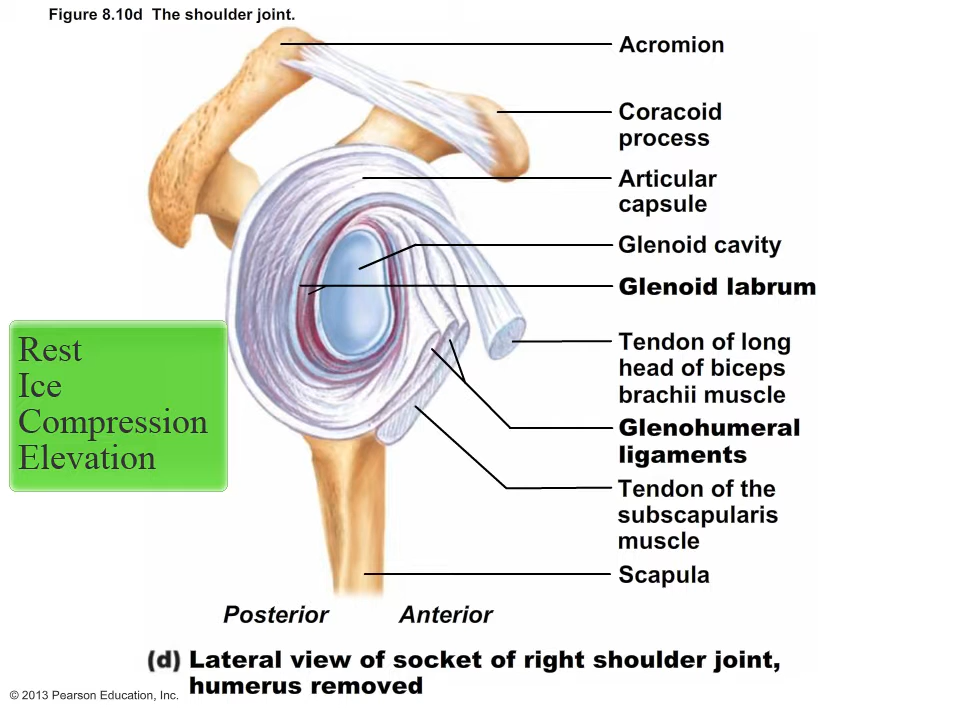 Figure 8.10d  The shoulder joint.
Acromion
Coracoid
process
Articular
capsule
Glenoid cavity
Glenoid labrum
Rest
Ice
Compression
Elevation
Tendon of long
head of biceps
brachii muscle
Glenohumeral
ligaments
Tendon of the
subscapularis
muscle
Scapula
Posterior
Anterior
(d) Lateral view of socket of right shoulder joint,
humerus removed
© 2013 Pearson Education, Inc.